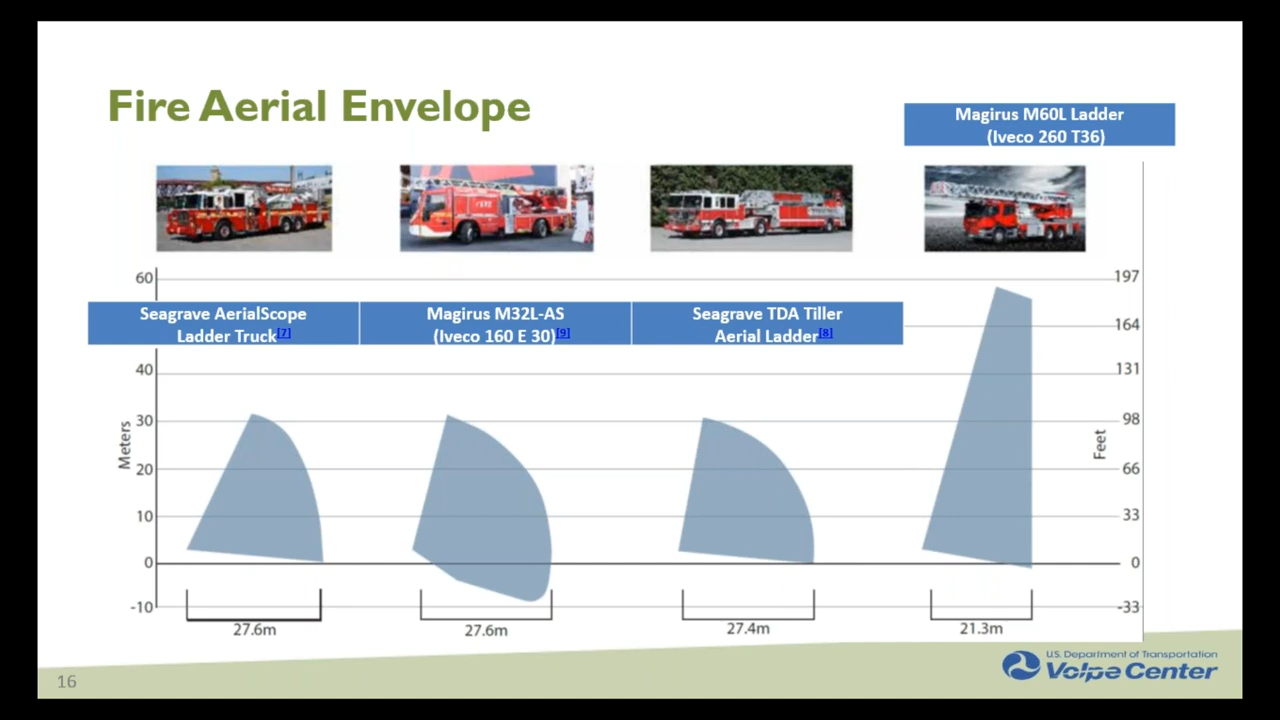 Fire Aerial Envelope
Magirus M60L Ladder
(Iveco 260 T36)
60
197
Seagrave AerialScope
Ladder Truck[7]
Magirus M32L-AS
(Iveco 160 E 30)[9]
Seagrave TDA Tiller
Aerial Ladder[8]
164
40
131
30
98
Meters
Feet
20
66
10
33
0
0
-10
-33
27.6m
27.6m
27.4m
21.3m
16
U.S. Department of Transportation
Volpe Center